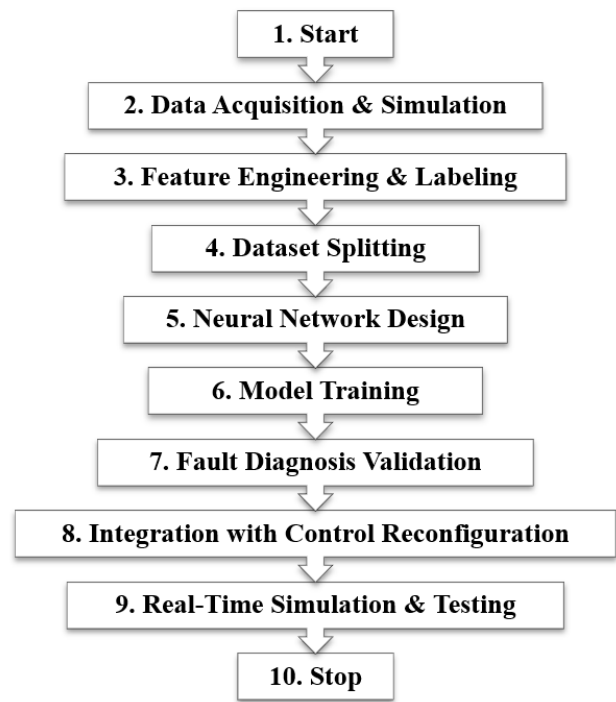 1. Start
2. Data Acquisition & Simulation
3. Feature Engineering & Labeling
4. Dataset Splitting
5. Neural Network Design
6. Model Training
7. Fault Diagnosis Validation
8. Integration with Control Reconfiguration
9. Real-Time Simulation & Testing
10. Stop